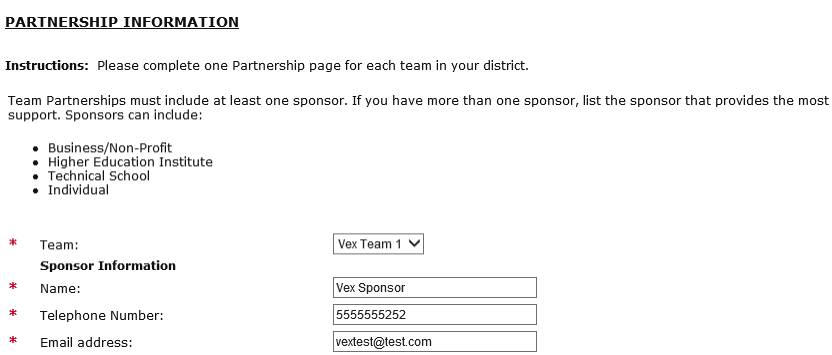 PARTNERSHIP INFORMATION
Instructions: Please complete one Partnership page for each team in your district.
Team Partnerships must include at least one sponsor. If you have more than one sponsor, list the sponsor that provides the most
support. Sponsors can include:
• Business/Non-Profit
• Higher Education Institute
• Technical School
• Individual
* Team: Vex Team 1
Sponsor Information
* Name: Vex Sponsor
* Telephone Number: 5555555252
* Email address: vextest@test.com